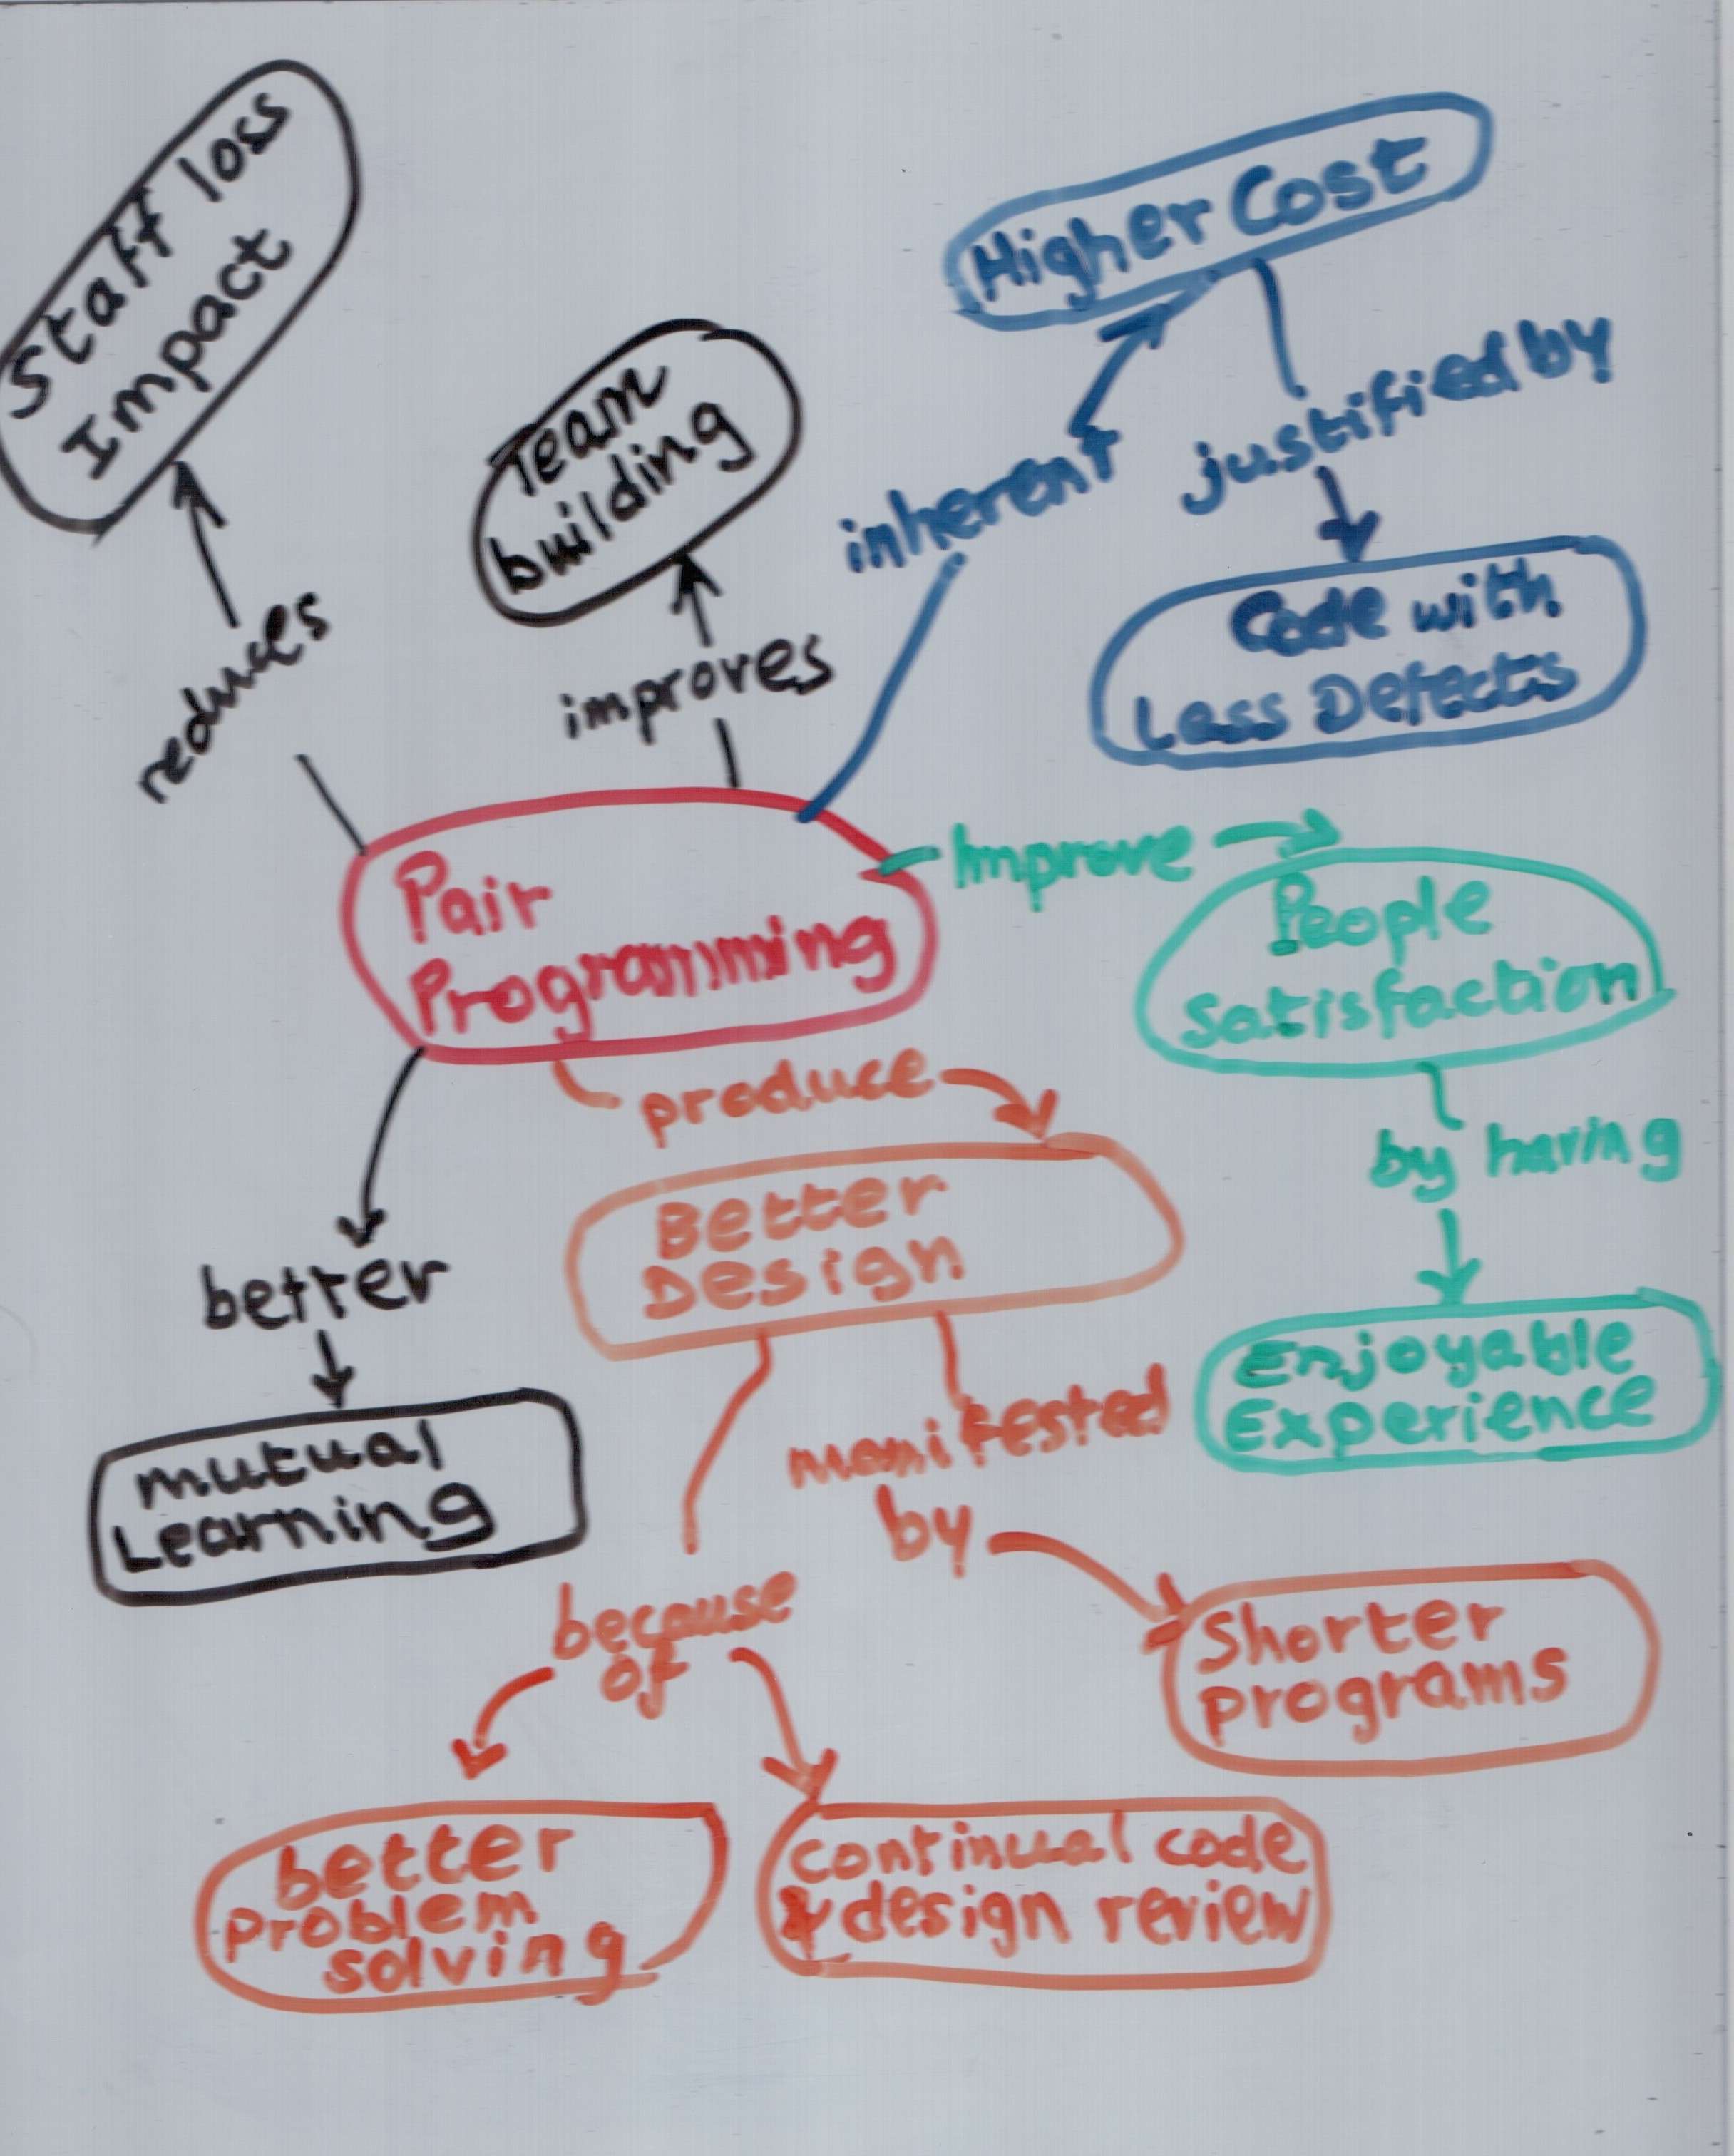 Staff loss
Impact
reduces
Team
building
improves
Higher Cost
inherent
justified by
Code with
Less Defects
Pair
Programming
Improve
People
Satisfaction
by having
Enjoyable
Experience
produce
Better
Design
better
mutual
Learning
manifested
by
Shorter
programs
because
of
better
problem
solving
continual code
& design review